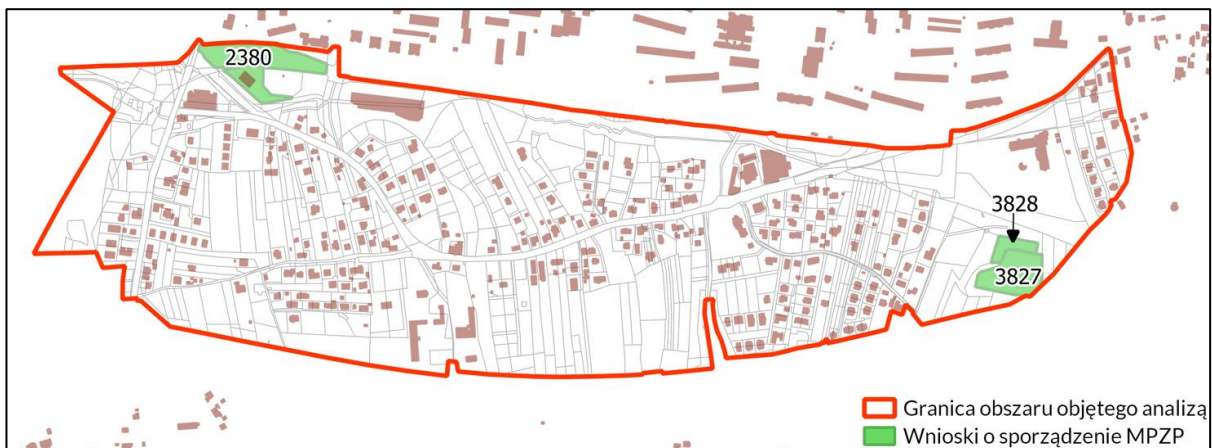 2380
3828
3827
Granica obszaru objętego analizą
Wnioski o sporządzenie MPZP